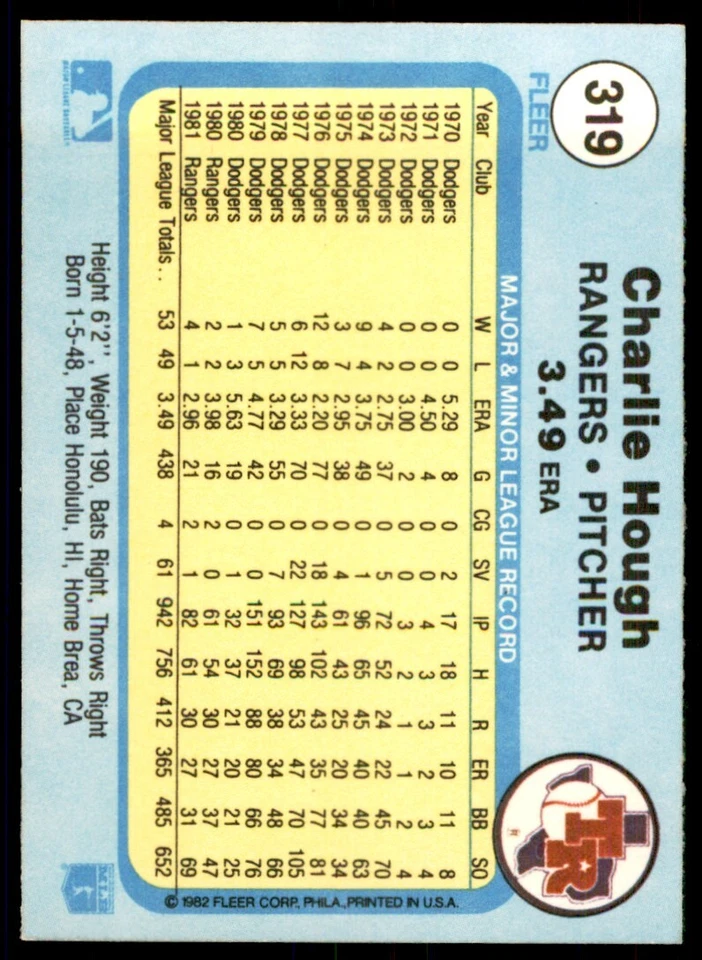 319
FLEER
Charlie Hough
RANGERS • PITCHER
3.49 ERA
TR
MAJOR & MINOR LEAGUE RECORD
Year Club W L ERA G CG SV IP H R ER BB SO
1970 Dodgers 0 0 5.29 8 0 2 17 18 11 10 11 8
1971 Dodgers 0 0 4.50 4 0 0 4 3 3 2 3 4
1972 Dodgers 0 0 3.00 2 0 0 3 2 1 1 2 4
1973 Dodgers 4 2 2.75 37 0 5 72 52 24 22 45 70
1974 Dodgers 9 4 3.75 49 0 1 96 65 45 40 40 63
1975 Dodgers 3 7 2.95 38 0 4 61 43 25 20 34 34
1976 Dodgers 12 8 2.20 77 0 18 143 102 43 35 77 81
1977 Dodgers 6 12 3.33 70 0 22 127 98 53 47 70 105
1978 Dodgers 5 5 3.29 55 0 7 93 69 38 34 48 66
1979 Dodgers 7 5 4.77 42 0 0 151 152 88 80 66 76
1980 Dodgers 1 3 5.63 19 0 1 32 37 21 20 21 25
1980 Rangers 2 2 3.98 16 2 0 61 54 30 27 37 47
1981 Rangers 4 1 2.96 21 2 1 82 61 30 27 31 69
Major League Totals . . 53 49 3.49 438 4 61 942 756 412 365 485 652
© 1982 FLEER CORP., PHILA., PRINTED IN U.S.A.
Height 6'2'', Weight 190, Bats Right, Throws Right
Born 1-5-48, Place Honolulu, HI, Home Brea, CA